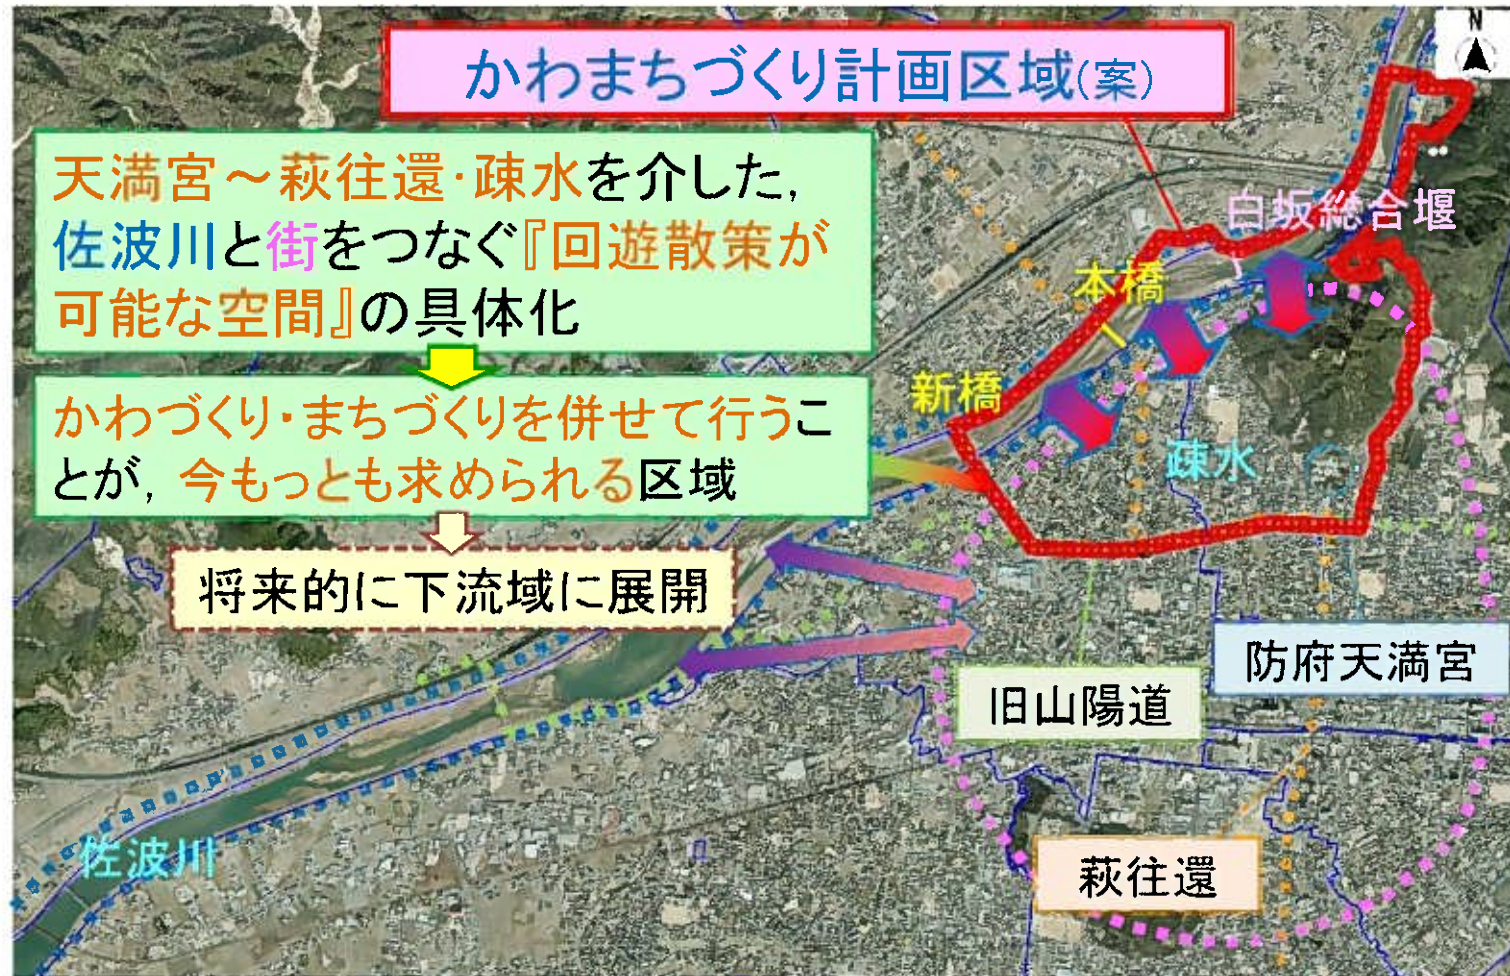 N
かわまちづくり計画区域(案)
天満宮～萩往還・疎水を介した,
佐波川と街をつなぐ『回遊散策が
可能な空間』の具体化
白坂総合堰
本橋
新橋
かわづくり・まちづくりを併せて行うこ
とが, 今もっとも求められる区域
疎水
将来的に下流域に展開
防府天満宮
旧山陽道
佐波川
萩往還